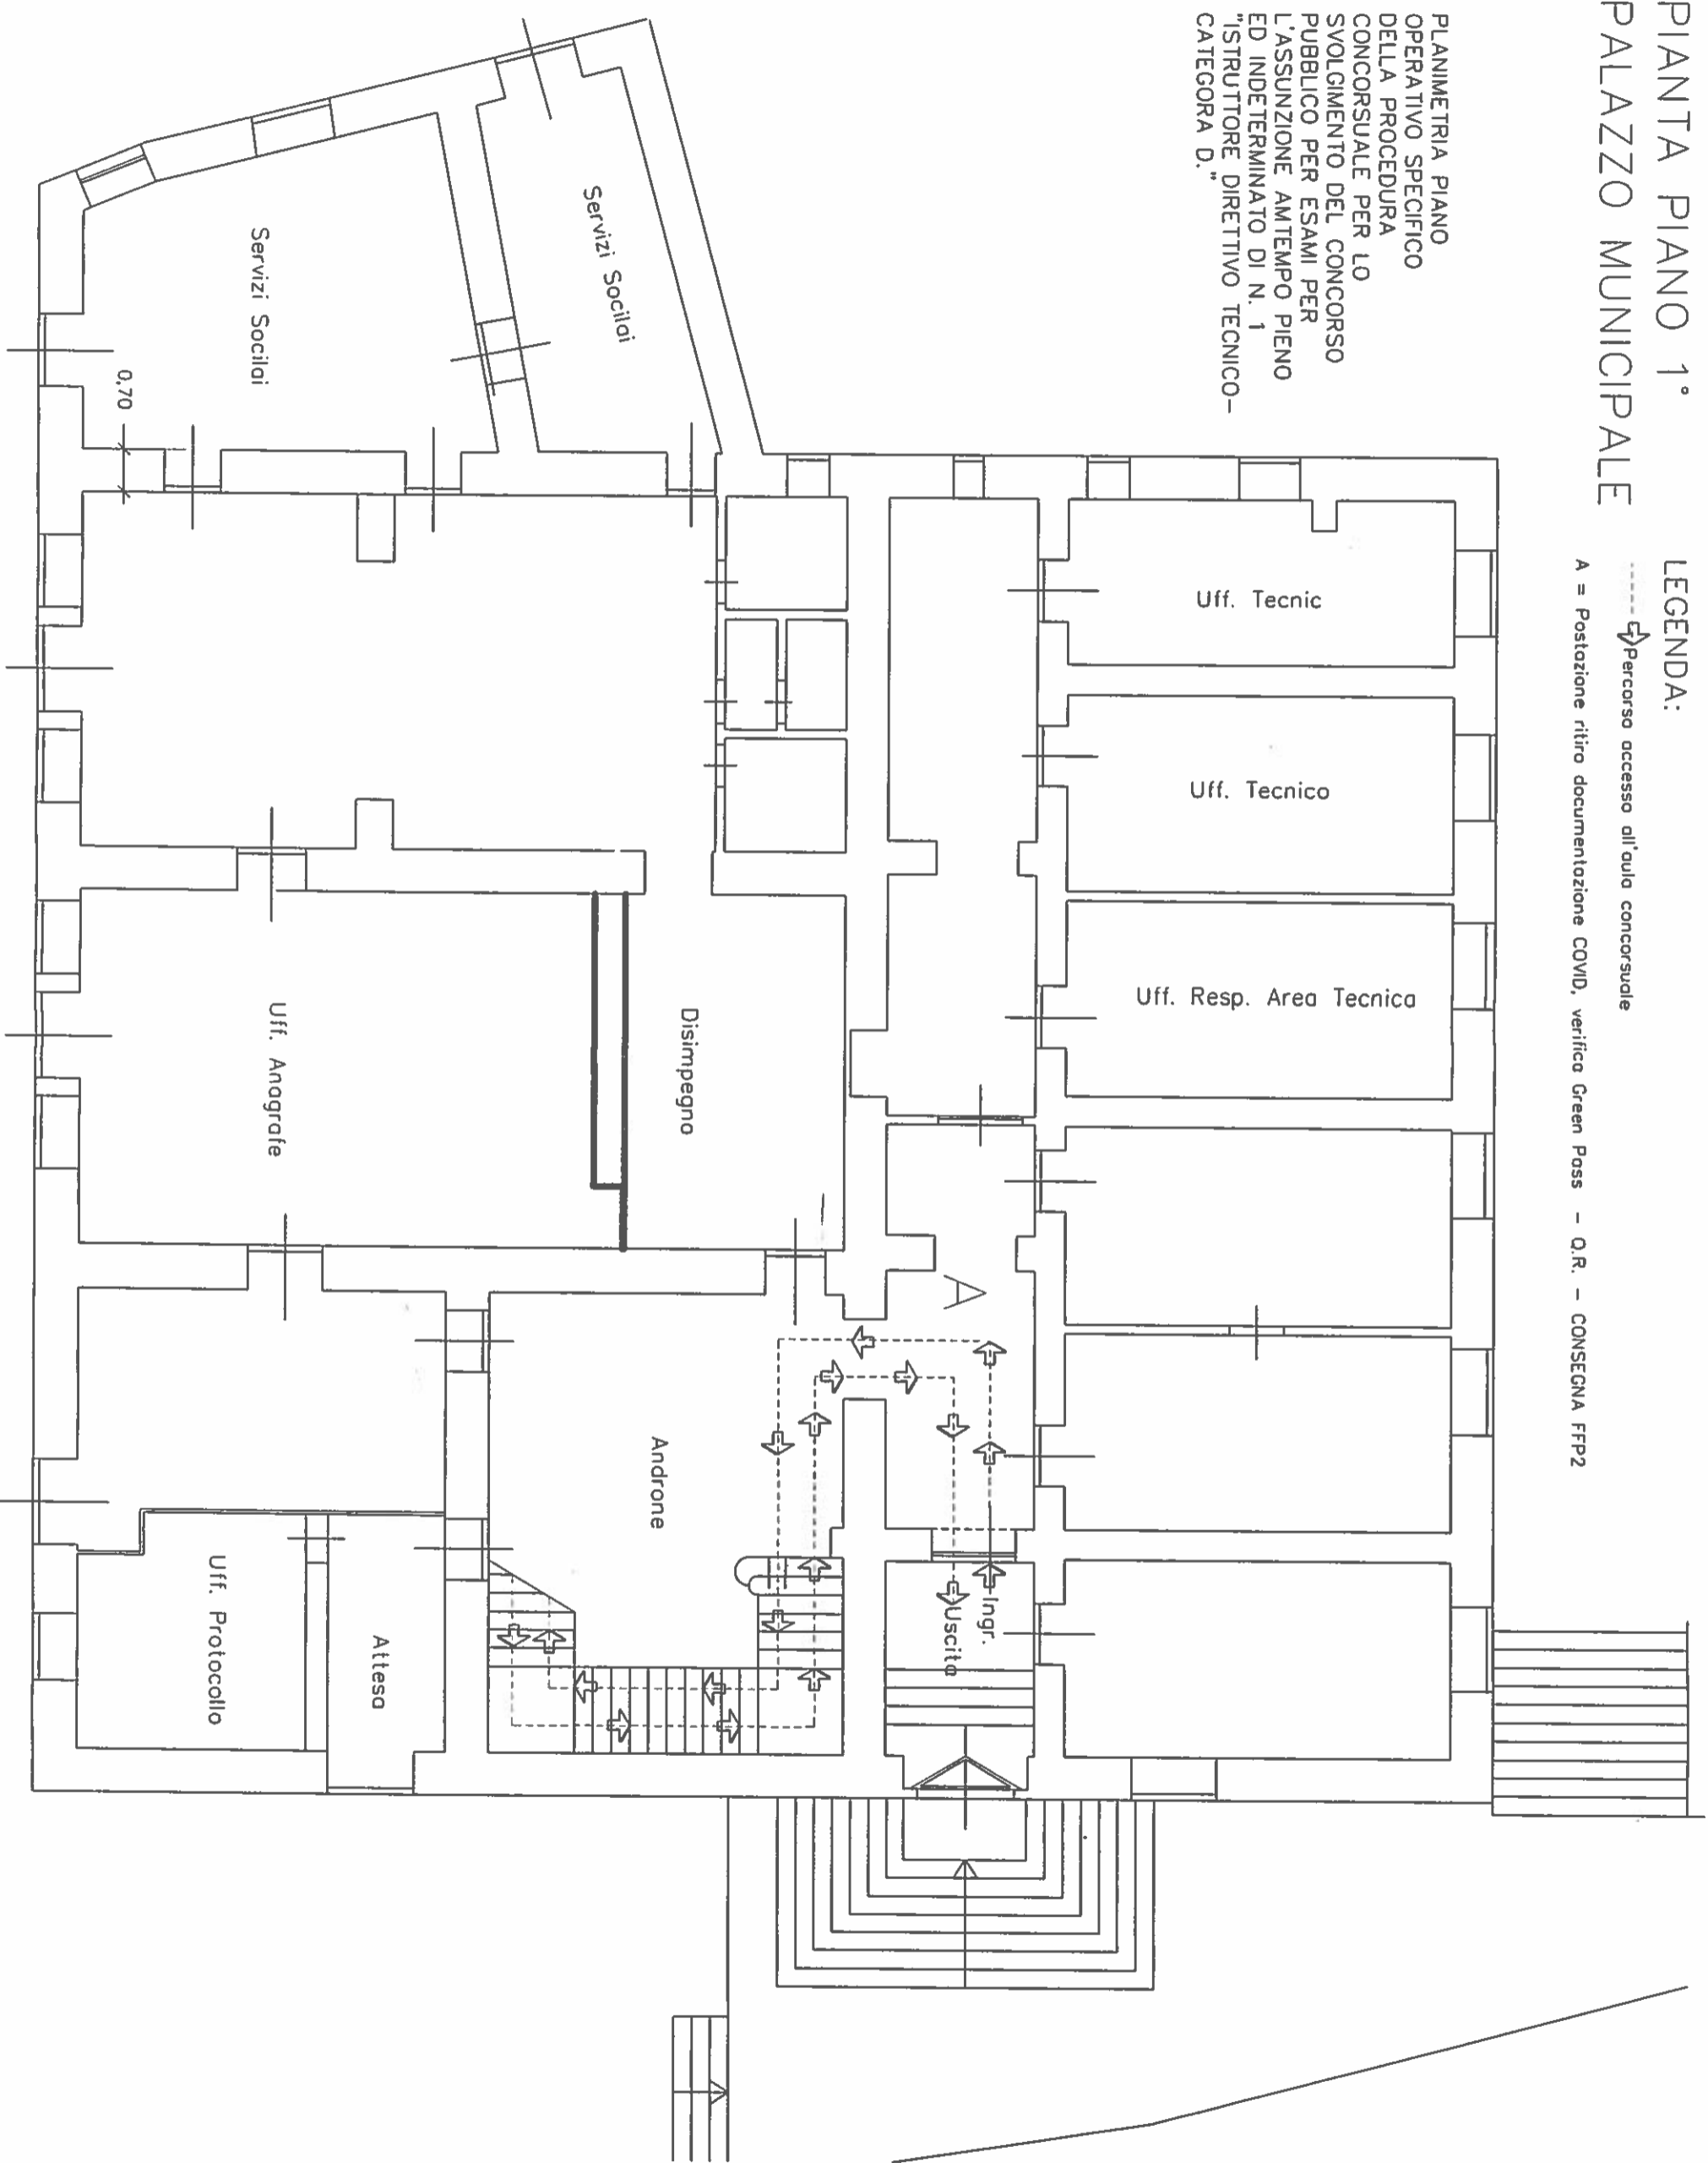 PIANTA PIANO 1°
PALAZZO MUNICIPALE
LEGENDA:
Percorso accesso all'aula concorsuale
A = Postazione ritiro documentazione COVID, verifica Green Pass - Q.R. - CONSEGNA FFP2
PLANIMETRIA PIANO
OPERATIVO SPECIFICO
DELLA PROCEDURA
CONCORSUALE PER LO
SVOLGIMENTO DEL CONCORSO
PUBBLICO PER ESAMI PER
L'ASSUNZIONE AMTEMPO PIENO
ED INDETERMINATO DI N. 1
"ISTRUTTORE DIRETTIVO TECNICO-
CATEGORA D."
Uff. Tecnic
Uff. Tecnico
Uff. Resp. Area Tecnica
Servizi Socilai
Servizi Socilai
0,70
Disimpegno
Uff. Anagrafe
A
Ingr.
Uscita
Androne
Attesa
Uff. Protocollo